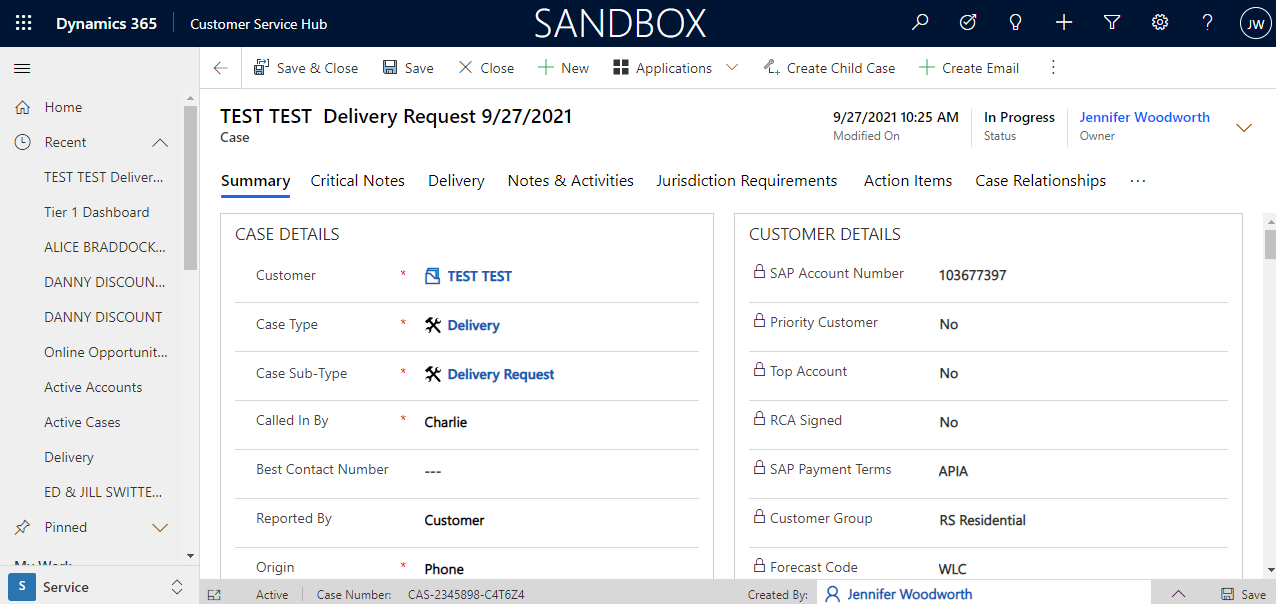 Dynamics 365 Customer Service Hub SANDBOX JW
Save & Close Save Close New Applications Create Child Case Create Email
Home
Recent
TEST TEST Deliver...
Tier 1 Dashboard
ALICE BRADDOCK...
DANNY DISCOUN...
DANNY DISCOUNT
Online Opportunit...
Active Accounts
Active Cases
Delivery
ED & JILL SWITTE...
Pinned
My Work
S Service
TEST TEST Delivery Request 9/27/2021
Case
9/27/2021 10:25 AM
Modified On
In Progress
Status
Jennifer Woodworth
Owner
Summary Critical Notes Delivery Notes & Activities Jurisdiction Requirements Action Items Case Relationships ...
CASE DETAILS
Customer * TEST TEST
Case Type * Delivery
Case Sub-Type * Delivery Request
Called In By * Charlie
Best Contact Number ---
Reported By Customer
Origin * Phone
CUSTOMER DETAILS
SAP Account Number 103677397
Priority Customer No
Top Account No
RCA Signed No
SAP Payment Terms APIA
Customer Group RS Residential
Forecast Code WLC
Active Case Number: CAS-2345898-C4T6Z4 Created By: Jennifer Woodworth Save